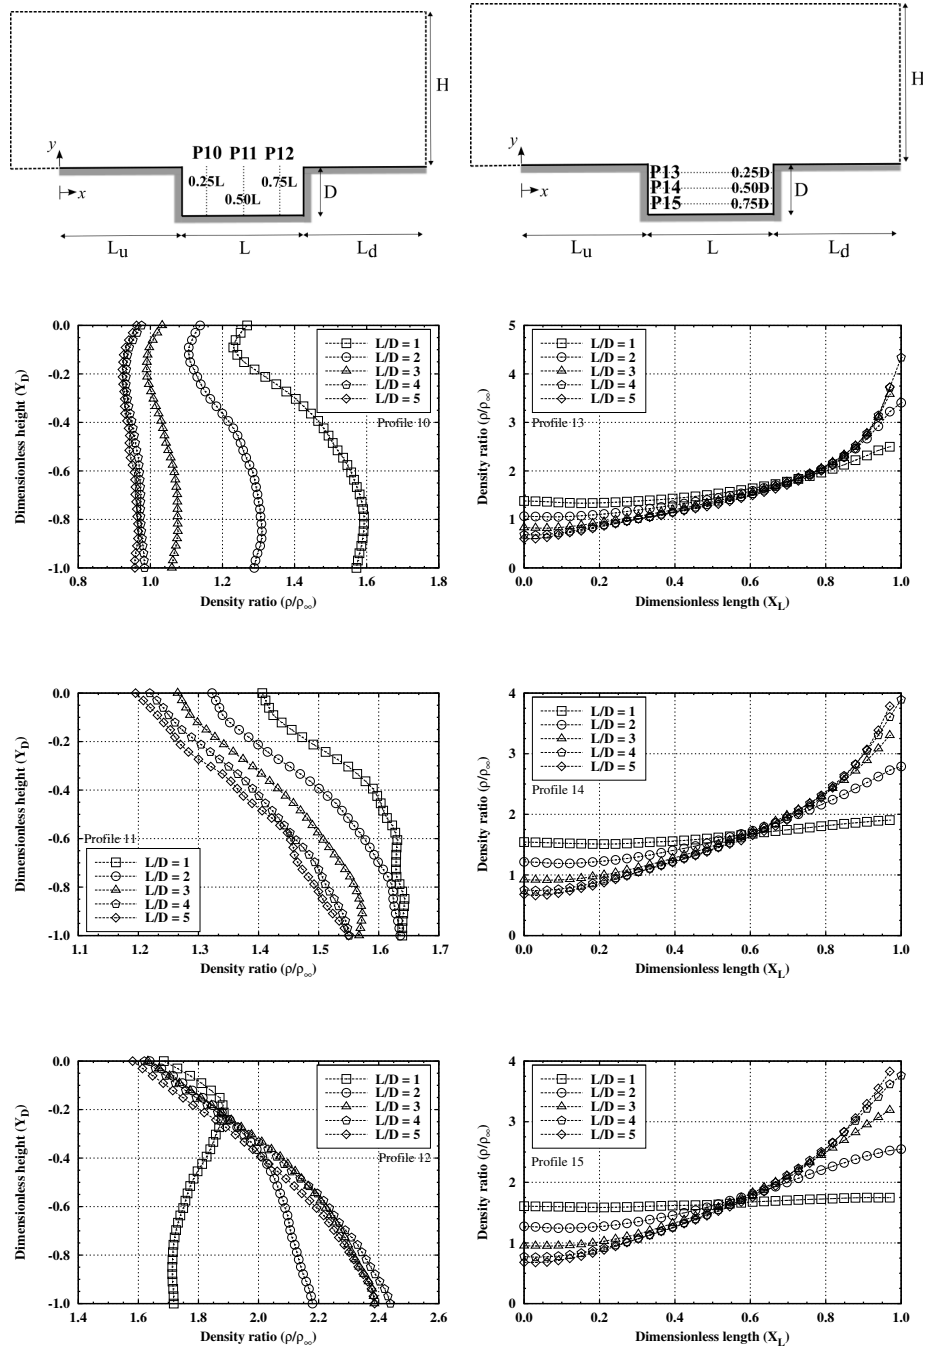 H
y
P10 P11 P12
0.25L 0.75L
0.50L
D
x
L_u L L_d
H
y
P13 0.25D
P14 0.50D
P15 0.75D
D
x
L_u L L_d
0.0
-0.2
-0.4
-0.6
-0.8
-1.0
Dimensionless height (Y_D)
L/D = 1
L/D = 2
L/D = 3
L/D = 4
L/D = 5
Profile 10
0.8 1.0 1.2 1.4 1.6 1.8
Density ratio (ρ/ρ∞)
5
4
3
2
1
0
Density ratio (ρ/ρ∞)
L/D = 1
L/D = 2
L/D = 3
L/D = 4
L/D = 5
Profile 13
0.0 0.2 0.4 0.6 0.8 1.0
Dimensionless length (X_L)
0.0
-0.2
-0.4
-0.6
-0.8
-1.0
Dimensionless height (Y_D)
Profile 11
L/D = 1
L/D = 2
L/D = 3
L/D = 4
L/D = 5
1.1 1.2 1.3 1.4 1.5 1.6 1.7
Density ratio (ρ/ρ∞)
4
3
2
1
0
Density ratio (ρ/ρ∞)
L/D = 1
L/D = 2
L/D = 3
L/D = 4
L/D = 5
Profile 14
0.0 0.2 0.4 0.6 0.8 1.0
Dimensionless length (X_L)
0.0
-0.2
-0.4
-0.6
-0.8
-1.0
Dimensionless height (Y_D)
L/D = 1
L/D = 2
L/D = 3
L/D = 4
L/D = 5
Profile 12
1.4 1.6 1.8 2.0 2.2 2.4 2.6
Density ratio (ρ/ρ∞)
4
3
2
1
0
Density ratio (ρ/ρ∞)
L/D = 1
L/D = 2
L/D = 3
L/D = 4
L/D = 5
Profile 15
0.0 0.2 0.4 0.6 0.8 1.0
Dimensionless length (X_L)